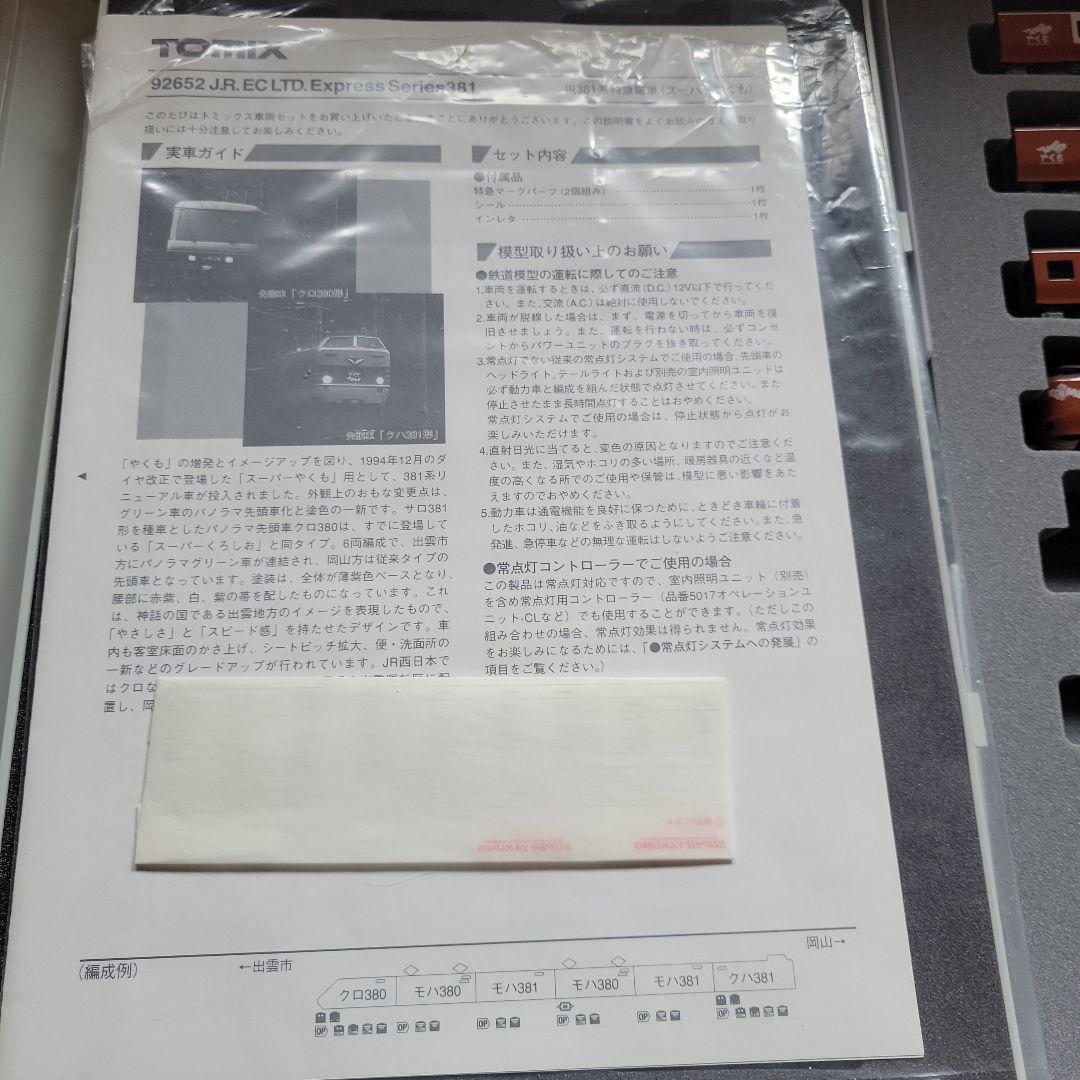 TOMIX
92652 J.R. EC LTD. Express Series 381
JR381系特急電車(スーパーやくも)
このたびはトミックス車両セットをお買い上げいただき、まことにありがとうございます。この説明書をよくお読みのうえ、取り
扱いには十分注意してお楽しみください。
実車ガイド
先頭車「クロ380形」
先頭車「クハ381形」
「やくも」の増発とイメージアップを図り、1994年12月のダ
イヤ改正で登場した「スーパーやくも」用として、381系リ
ニューアル車が投入されました。外観上のおもな変更点は、
グリーン車のパノラマ先頭車化と塗色の一新です。サロ381
形を種車としたパノラマ先頭車クロ380は、すでに登場して
いる「スーパーくろしお」と同タイプ。6両編成で、出雲市
方にパノラマグリーン車が連結され、岡山方は従来タイプの
先頭車となっています。塗装は、全体が薄紫色ベースとなり、
腰部に赤紫、白、紫の帯を配したものになっています。これ
は、神話の国である出雲地方のイメージを表現したもので、
「やさしさ」と「スピード感」を持たせたデザインです。車
内も客室床面のかさ上げ、シートピッチ拡大、便・洗面所の
一新などのグレードアップが行われています。JR西日本で
はクロ
置し、岡
セット内容
●付属品
特急マークパーツ(2個組み)……1枚
シール……1枚
インレタ……1枚
模型取り扱い上のお願い
●鉄道模型の運転に際してのご注意
1.車両を運転するときは、必ず直流(D.C.)12V以下で行ってくだ
さい。また、交流(A.C.)は絶対に使用しないでください。
2.車両が脱線した場合は、まず、電源を切ってから車両を復
旧させましょう。また、運転を行わない時は、必ずコンセ
ントからパワーユニットのプラグを抜き取ってください。
3.常点灯でない従来の常点灯システムでご使用の場合、先頭車の
ヘッドライト、テールライトおよび別売の室内照明ユニットは
必ず動力車と編成を組んだ状態で点灯させてください。また、
停止させたまま長時間点灯することはおやめください。
常点灯システムでご使用の場合は、停止状態から点灯がお
楽しみいただけます。
4.直射日光に当てると、変色の原因となりますのでご注意くだ
さい。また、湿気やホコリの多い場所、暖房器具の近くなど温
度の高くなる所でのご使用や保管は、模型に悪い影響をあた
えますのでおやめください。
5.動力車は通電機能を良好に保つために、ときどき車輪に付着
したホコリ、油などをふき取るようにしてください。また、急
発進、急停車などの無理な運転はしないようご注意ください。
●常点灯コントローラーでご使用の場合
この製品は常点灯対応ですので、室内照明ユニット(別売)
を含め常点灯用コントローラー(品番5017オペレーションユ
ニット-CLなど)でも使用することができます。(ただしこの
組み合わせの場合、常点灯効果は得られません。常点灯効果
をお楽しみになるためには、「●常点灯システムへの発展」の
項目をご覧ください。)
SUPER YAKUMO SUPER YAKUMO
(編成例)
←出雲市
岡山→
クロ380 モハ380 モハ381 モハ380 モハ381 クハ381
OP OP OP OP OP OP
M
やくも
やくも